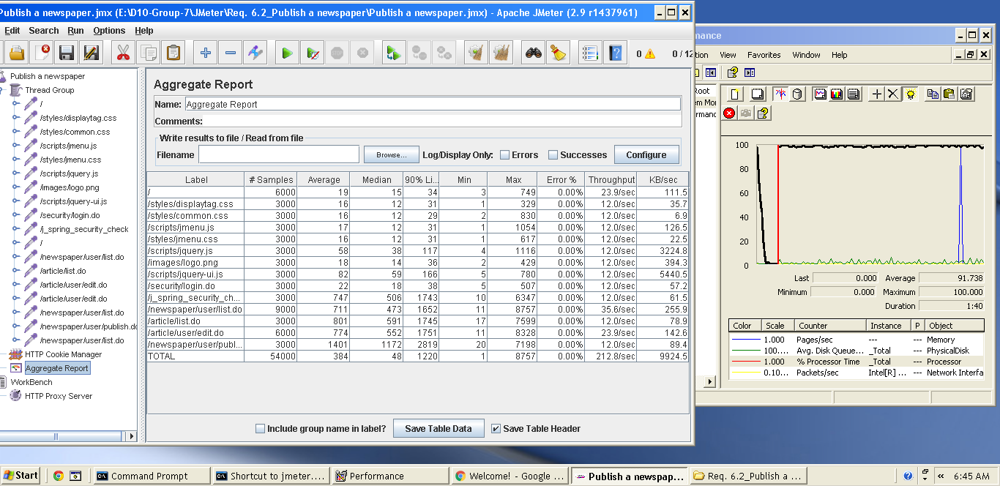 Publish a newspaper.jmx (E:\D10-Group-7\JMeter\Req. 6.2_Publish a newspaper\Publish a newspaper.jmx) - Apache JMeter (2.9 r1437961)
Edit Search Run Options Help
0 0 / 12
Publish a newspaper
Thread Group
/
/styles/displaytag.css
/styles/common.css
/scripts/jmenu.js
/styles/jmenu.css
/scripts/jquery.js
/images/logo.png
/scripts/jquery-ui.js
/security/login.do
/j_spring_security_check
/
/newspaper/user/list.do
/article/list.do
/article/user/edit.do
/article/user/edit.do
/newspaper/user/list.do
/newspaper/user/publish.do
/newspaper/user/list.do
HTTP Cookie Manager
Aggregate Report
WorkBench
HTTP Proxy Server
Aggregate Report
Name: Aggregate Report
Comments:
Write results to file / Read from file
Filename Browse... Log/Display Only: Errors Successes Configure
Label # Samples Average Median 90% Li... Min Max Error % Throughput KB/sec
/ 6000 19 15 34 3 749 0.00% 23.9/sec 111.5
/styles/displaytag.css 3000 16 12 31 1 329 0.00% 12.0/sec 35.7
/styles/common.css 3000 16 12 29 2 830 0.00% 12.0/sec 6.9
/scripts/jmenu.js 3000 17 12 31 1 1054 0.00% 12.0/sec 126.5
/styles/jmenu.css 3000 16 12 31 1 617 0.00% 12.0/sec 22.5
/scripts/jquery.js 3000 58 38 117 4 1116 0.00% 12.0/sec 3224.8
/images/logo.png 3000 18 14 36 2 429 0.00% 12.0/sec 394.3
/scripts/jquery-ui.js 3000 82 59 166 5 780 0.00% 12.0/sec 5440.5
/security/login.do 3000 22 18 38 5 507 0.00% 12.0/sec 57.2
/j_spring_security_ch... 3000 747 506 1743 10 6347 0.00% 12.0/sec 61.5
/newspaper/user/list.do 9000 711 473 1652 11 8757 0.00% 35.6/sec 255.9
/article/list.do 3000 801 591 1745 17 7599 0.00% 12.0/sec 78.9
/article/user/edit.do 6000 774 552 1751 11 8328 0.00% 23.9/sec 142.6
/newspaper/user/publ... 3000 1401 1172 2819 20 7198 0.00% 12.0/sec 89.4
TOTAL 54000 384 48 1220 1 8757 0.00% 212.8/sec 9924.5
Include group name in label? Save Table Data Save Table Header
mance
tion View Favorites Window Help
Root
em Mo
rmanc
100
80
60
40
20
0
Last 0.000 Average 91.738
Minimum 0.000 Maximum 100.000
Duration 1:40
Color Scale Counter Instance P Object
1.000 Pages/sec --- --- Memory
100.... Avg. Disk Queue... _Total --- PhysicalDisk
1.000 % Processor Time _Total --- Processor
0.10... Packets/sec Intel[R] ... --- Network Interfa
Start Command Prompt Shortcut to jmeter.... Performance Welcome! - Google ... Publish a newspap... Req. 6.2_Publish a ... « 6:45 AM